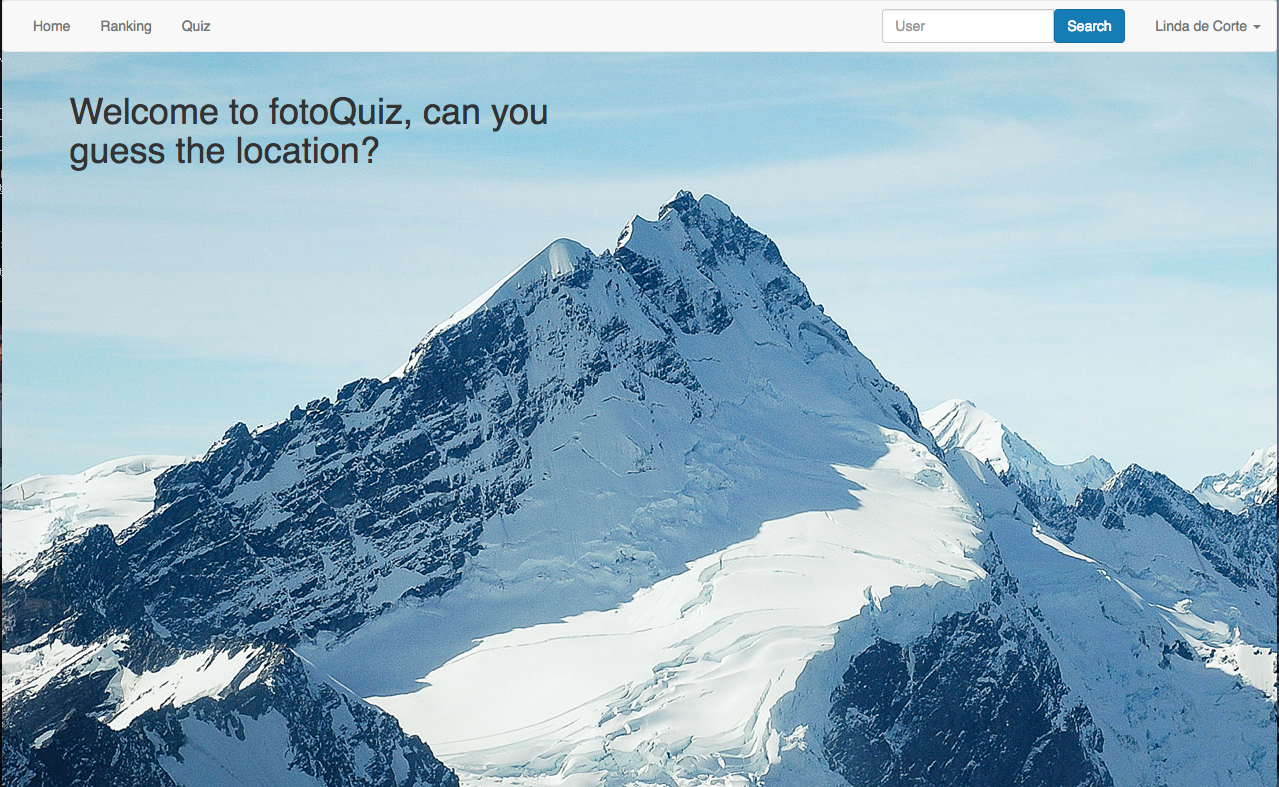 Home Ranking Quiz User Search Linda de Corte
Welcome to fotoQuiz, can you
guess the location?